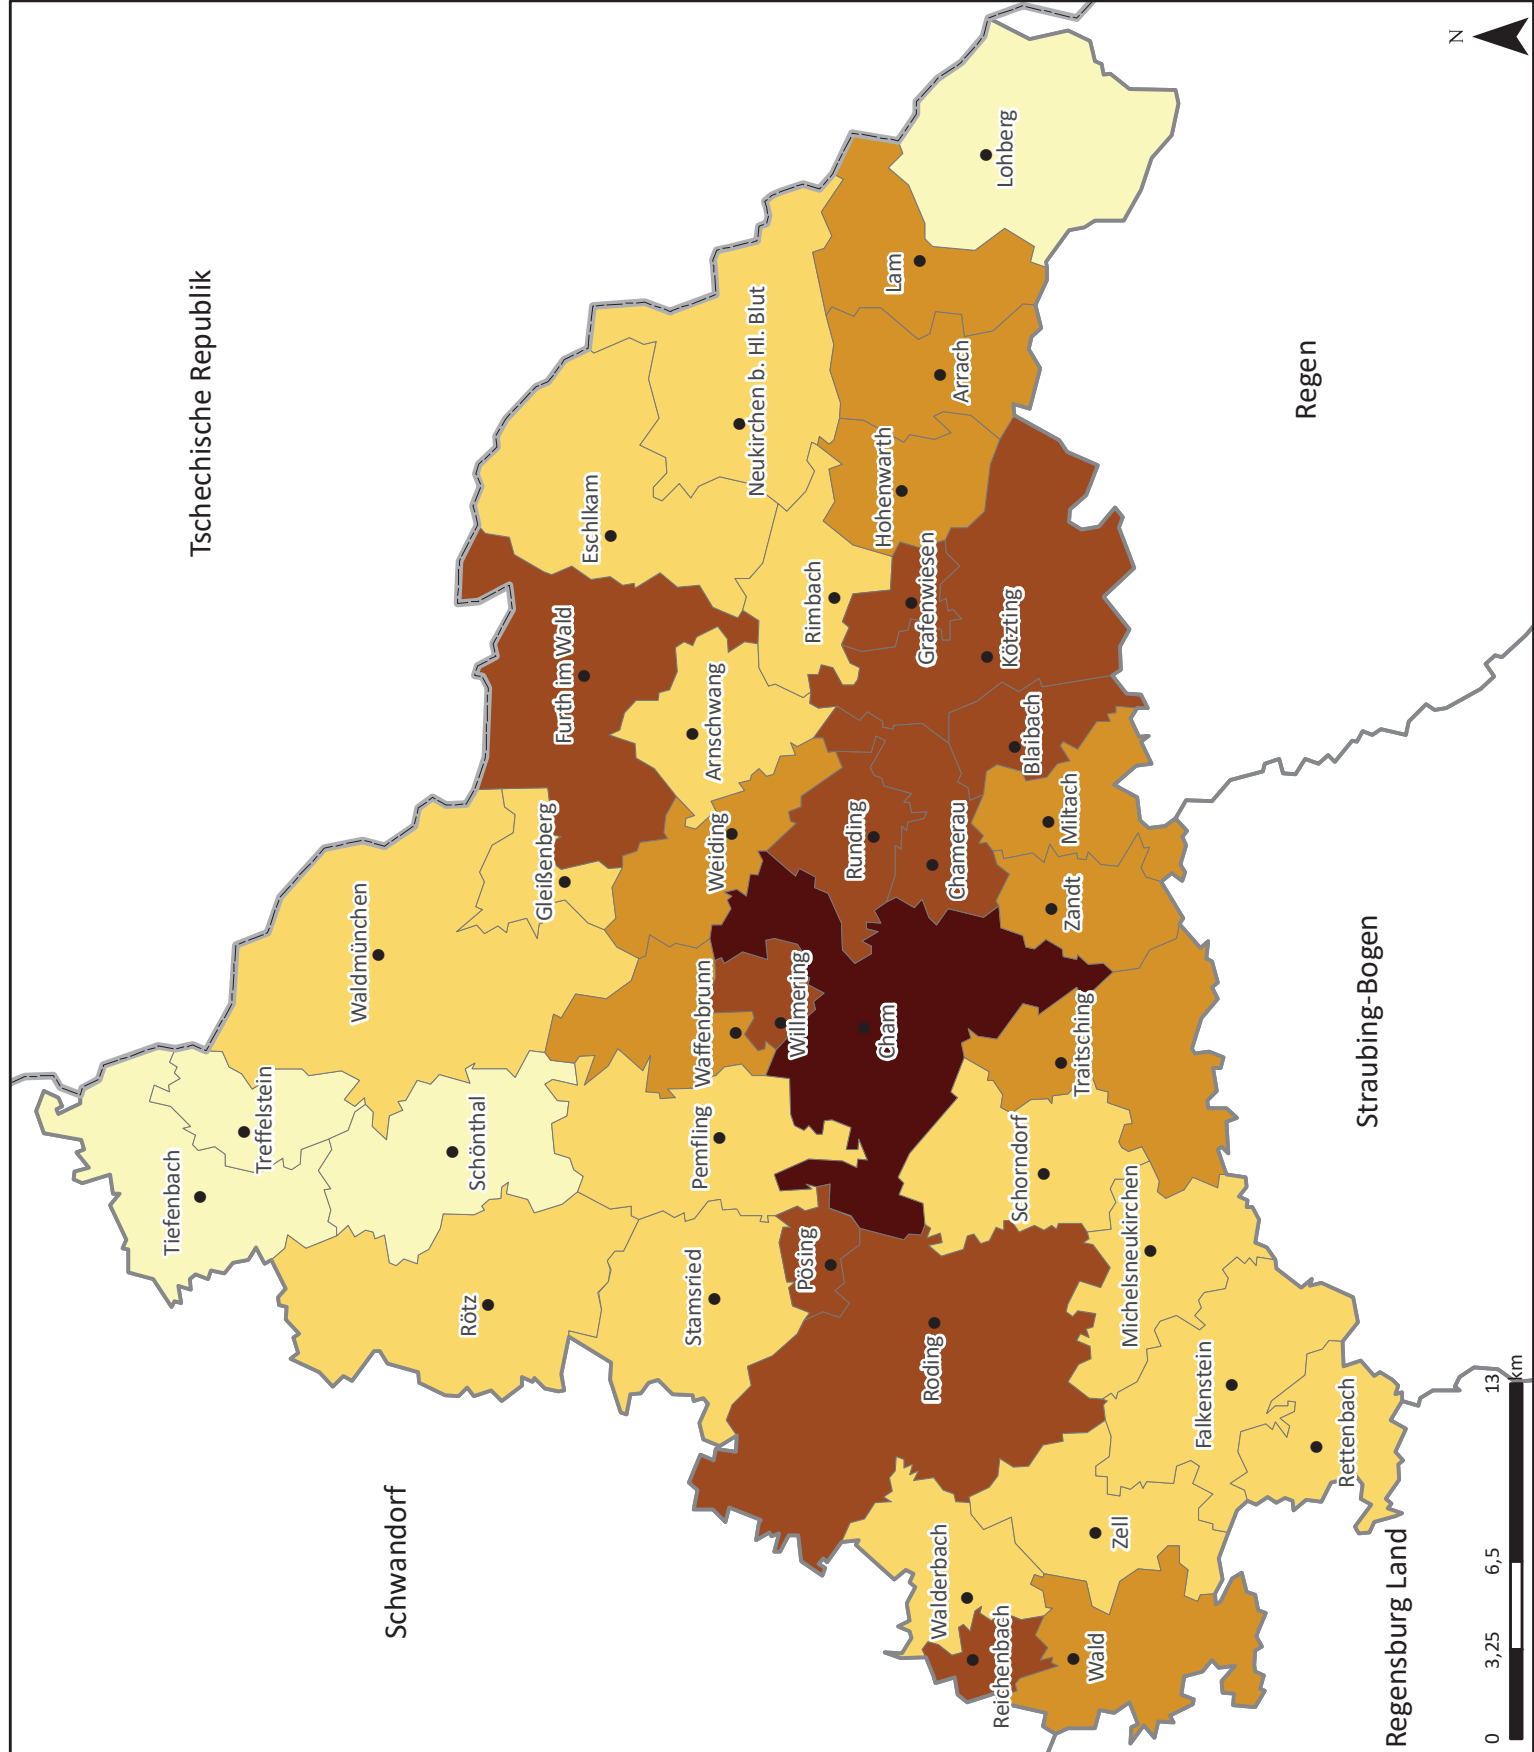 Tschechische Republik
Schwandorf
Regen
Straubing-Bogen
Regensburg Land
Tiefenbach
Treffelstein
Waldmünchen
Schönthal
Rötz
Gleißenberg
Furth im Wald
Eschlkam
Neukirchen b. Hl. Blut
Arnschwang
Weiding
Waffenbrunn
Pemfling
Stamsried
Willmering
Pösing
Rimbach
Runding
Hohenwarth
Lam
Lohberg
Arrach
Grafenwiesen
Cham
Chamerau
Kötzting
Blaibach
Miltach
Zandt
Traitsching
Schorndorf
Roding
Michelsneukirchen
Walderbach
Reichenbach
Wald
Zell
Falkenstein
Rettenbach
0 3,25 6,5 13
km
N